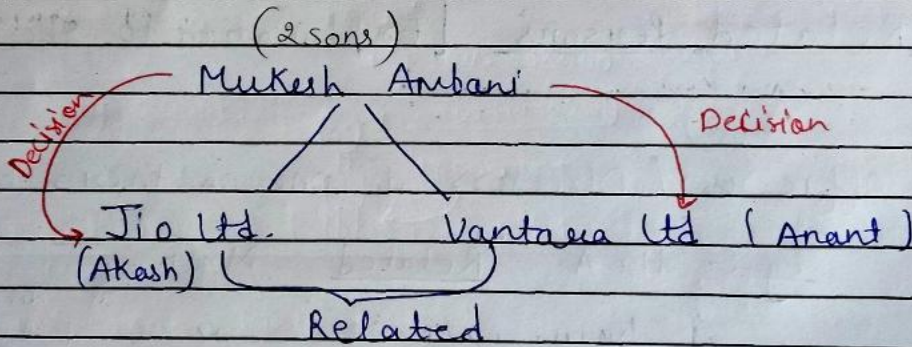 (2 sons)
Mukesh Ambani
Decision
Decision
Jio Ltd. Vantara Ltd (Anant)
(Akash)
Related